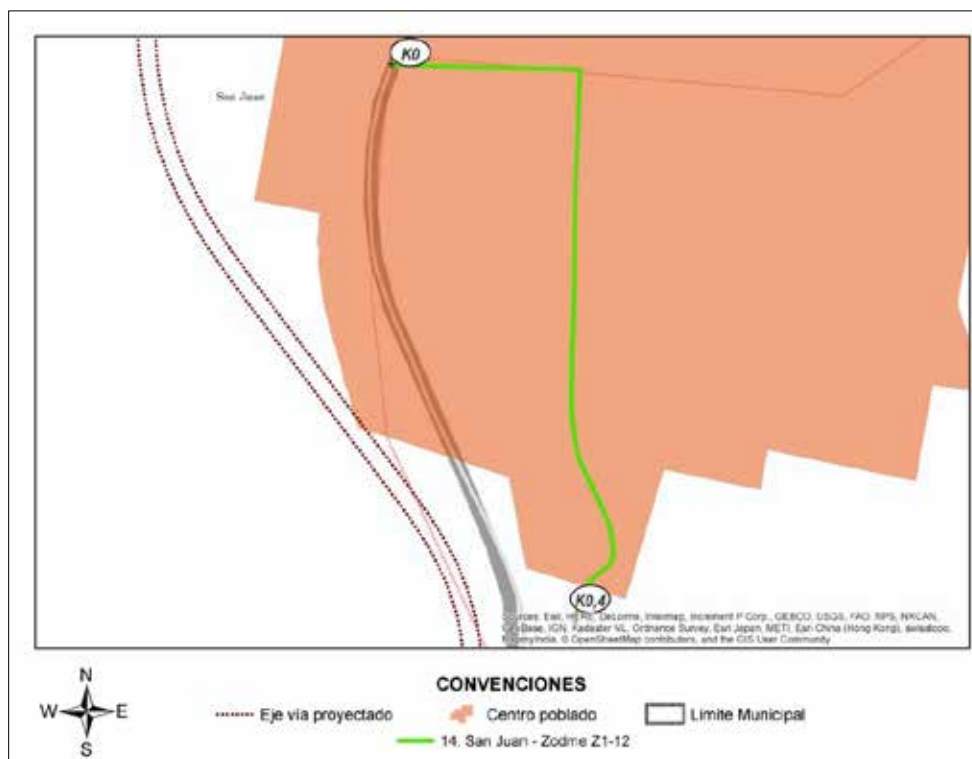 K0
San Juan
K0,4
Sources: Esri, HERE, DeLorme, Intermap, increment P Corp., GEBCO, USGS, FAO, NPS, NRCAN,
GeoBase, IGN, Kadaster NL, Ordnance Survey, Esri Japan, METI, Esri China (Hong Kong), swisstopo,
MapmyIndia, © OpenStreetMap contributors, and the GIS User Community
CONVENCIONES
N
W E
S
Eje vía proyectado Centro poblado Límite Municipal
14. San Juan - Zodme Z1-12